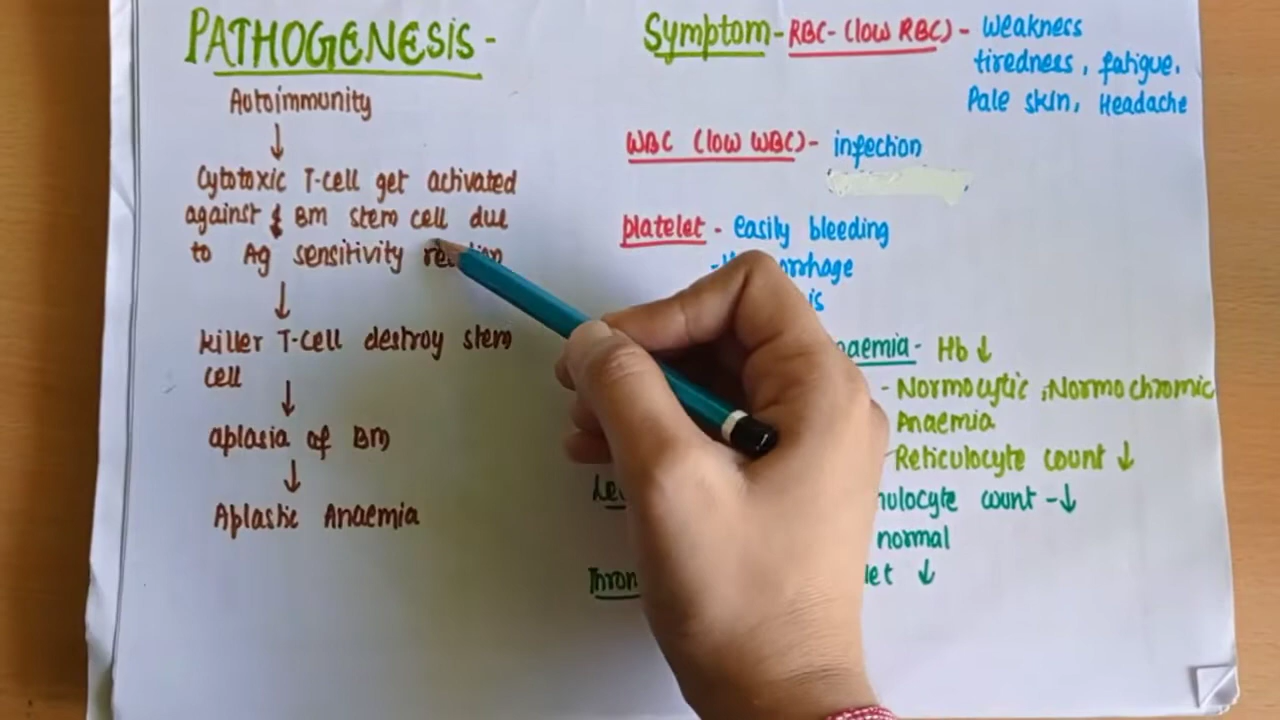 PATHOGENESIS-
Autoimmunity
Cytotoxic T-cell get activated
against BM stem cell due
to Ag sensitivity
killer T-cell destroy stem
cell
aplasia of BM
Aplastic Anaemia
Symptom- RBC- (low RBC) - weakness
tiredness, fatigue.
Pale skin, Headache
WBC (low WBC)- infection
platelet - easily bleeding
Hb ↓
- Normocytic, Normochromic
Anaemia
Reticulocyte count ↓
count -↓
normal
↓